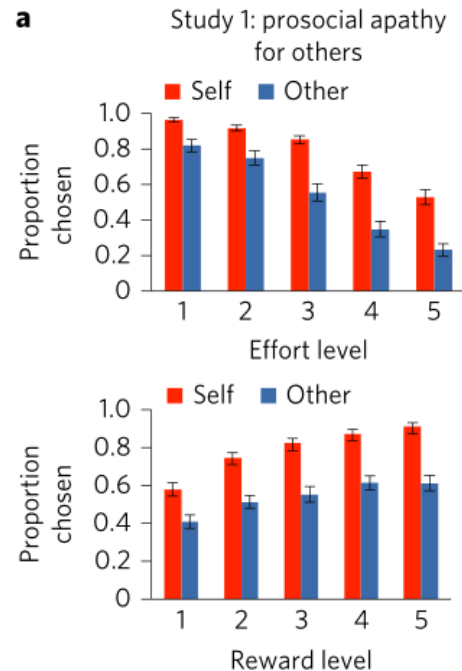 a
Study 1: prosocial apathy
for others
Self Other
Proportion
chosen
1.0
0.8
0.6
0.4
0.2
0
1 2 3 4 5
Effort level
Self Other
Proportion
chosen
1.0
0.8
0.6
0.4
0.2
0
1 2 3 4 5
Reward level